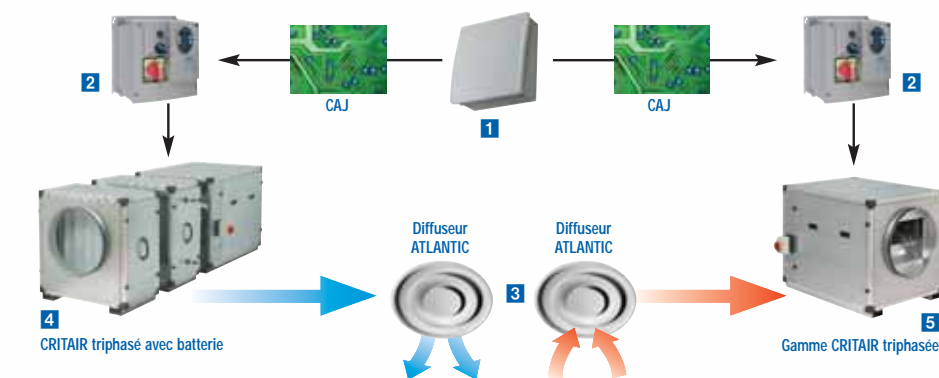 2
CAJ
1
CAJ
2
Diffuseur
ATLANTIC
Diffuseur
ATLANTIC
3
4
CRITAIR triphasé avec batterie
5
Gamme CRITAIR triphasée